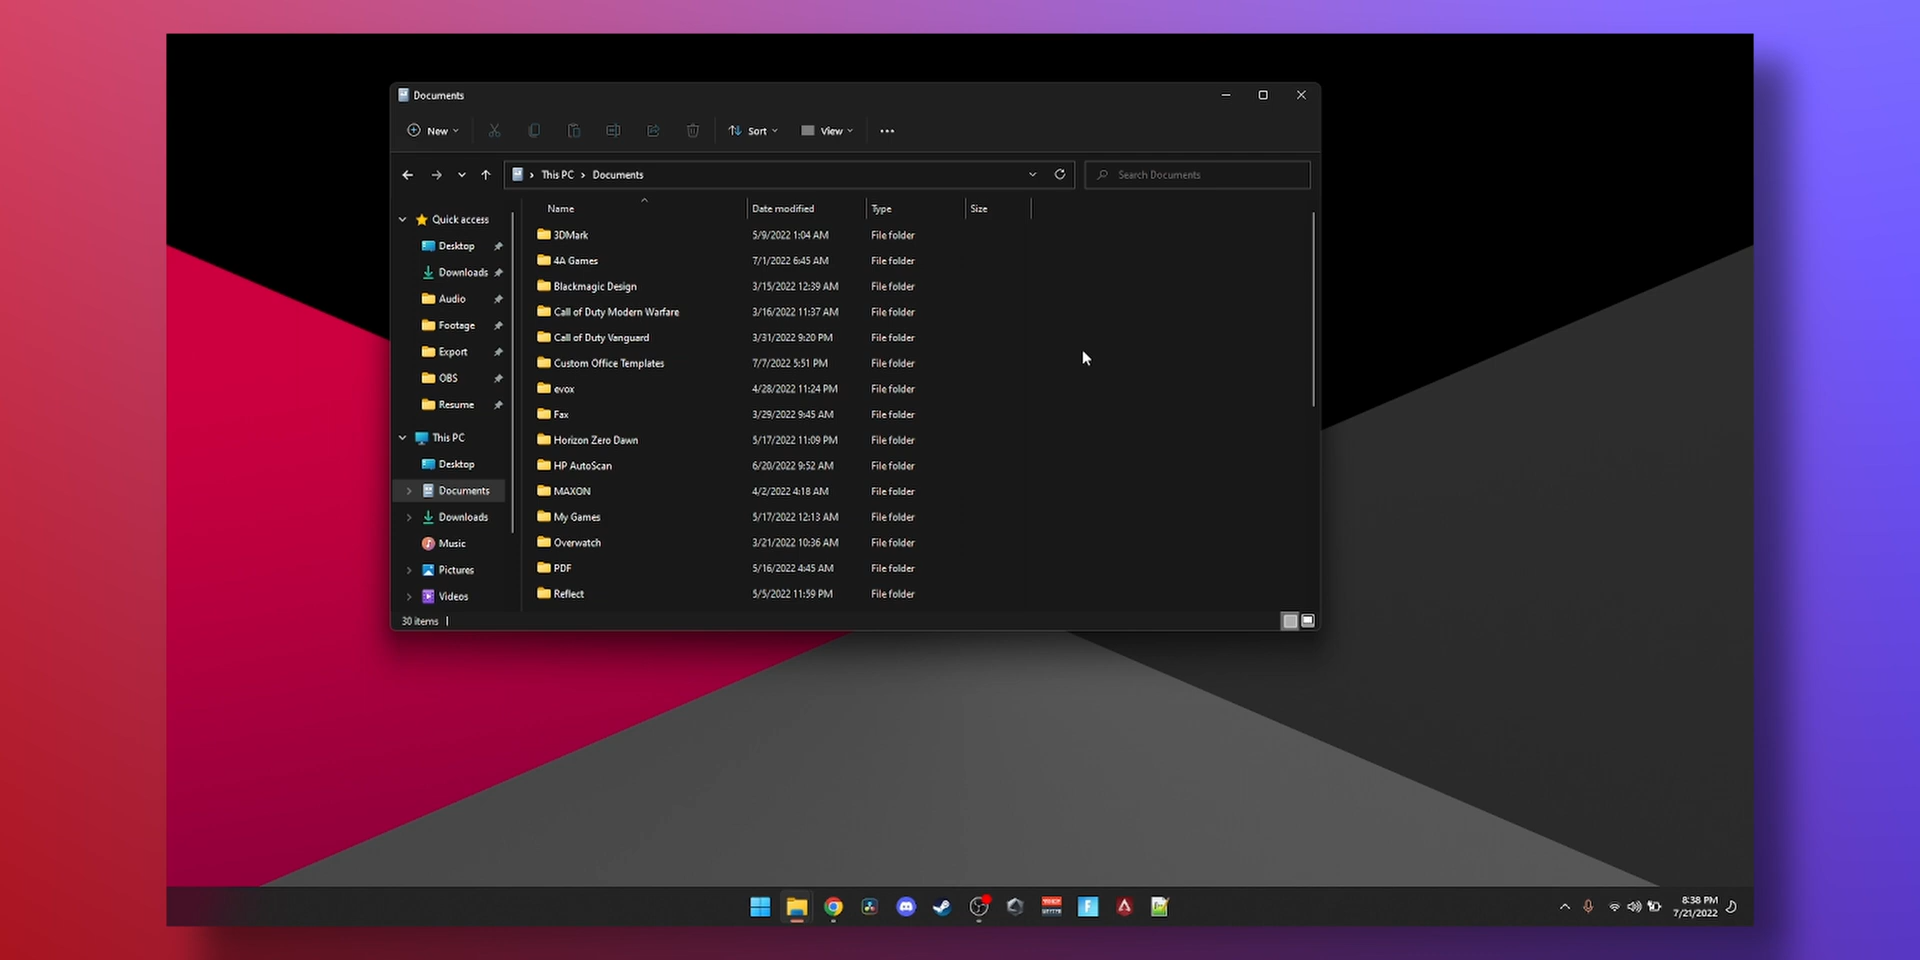 Documents
New
Sort
View
This PC > Documents
Search Documents
Name Date modified Type Size
Quick access
Desktop
Downloads
Audio
Footage
Export
OBS
Resume
This PC
Desktop
Documents
Downloads
Music
Pictures
Videos
3DMark 5/9/2022 1:04 AM File folder
4A Games 7/1/2022 6:45 AM File folder
Blackmagic Design 3/15/2022 12:39 AM File folder
Call of Duty Modern Warfare 3/16/2022 11:37 AM File folder
Call of Duty Vanguard 3/31/2022 9:20 PM File folder
Custom Office Templates 7/7/2022 5:51 PM File folder
evox 4/28/2022 11:24 PM File folder
Fax 3/29/2022 9:45 AM File folder
Horizon Zero Dawn 5/17/2022 11:09 PM File folder
HP AutoScan 6/20/2022 9:52 AM File folder
MAXON 4/2/2022 4:18 AM File folder
My Games 5/17/2022 12:13 AM File folder
Overwatch 3/21/2022 10:36 AM File folder
PDF 5/16/2022 4:45 AM File folder
Reflect 5/5/2022 11:59 PM File folder
30 items
8:38 PM
7/21/2022